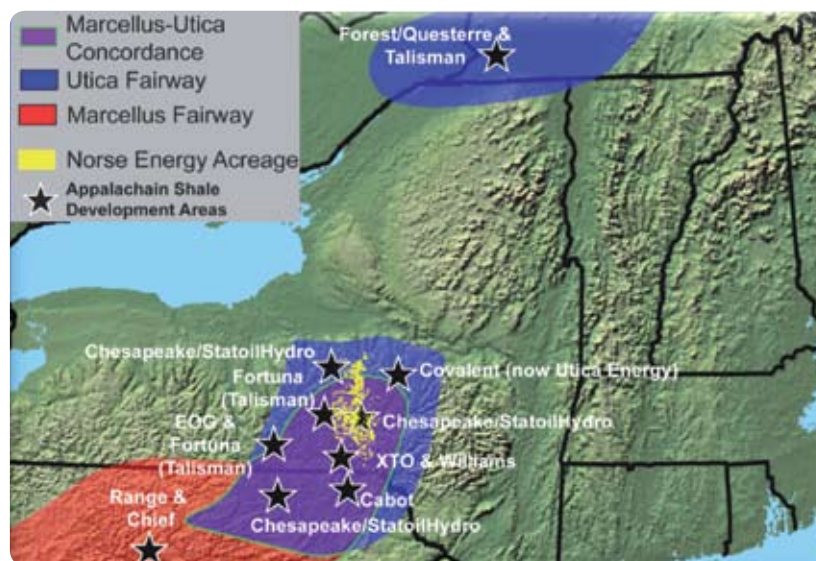 Marcellus-Utica
Concordance
Utica Fairway
Marcellus Fairway
Norse Energy Acreage
Appalachain Shale
Development Areas
Forest/Questerre &
Talisman
Chesapeake/StatoilHydro
Fortuna
(Talisman)
Covalent (now Utica Energy)
EOG &
Fortuna
(Talisman)
Chesapeake/StatoilHydro
XTO & Williams
Range &
Chief
Cabot
Chesapeake/StatoilHydro